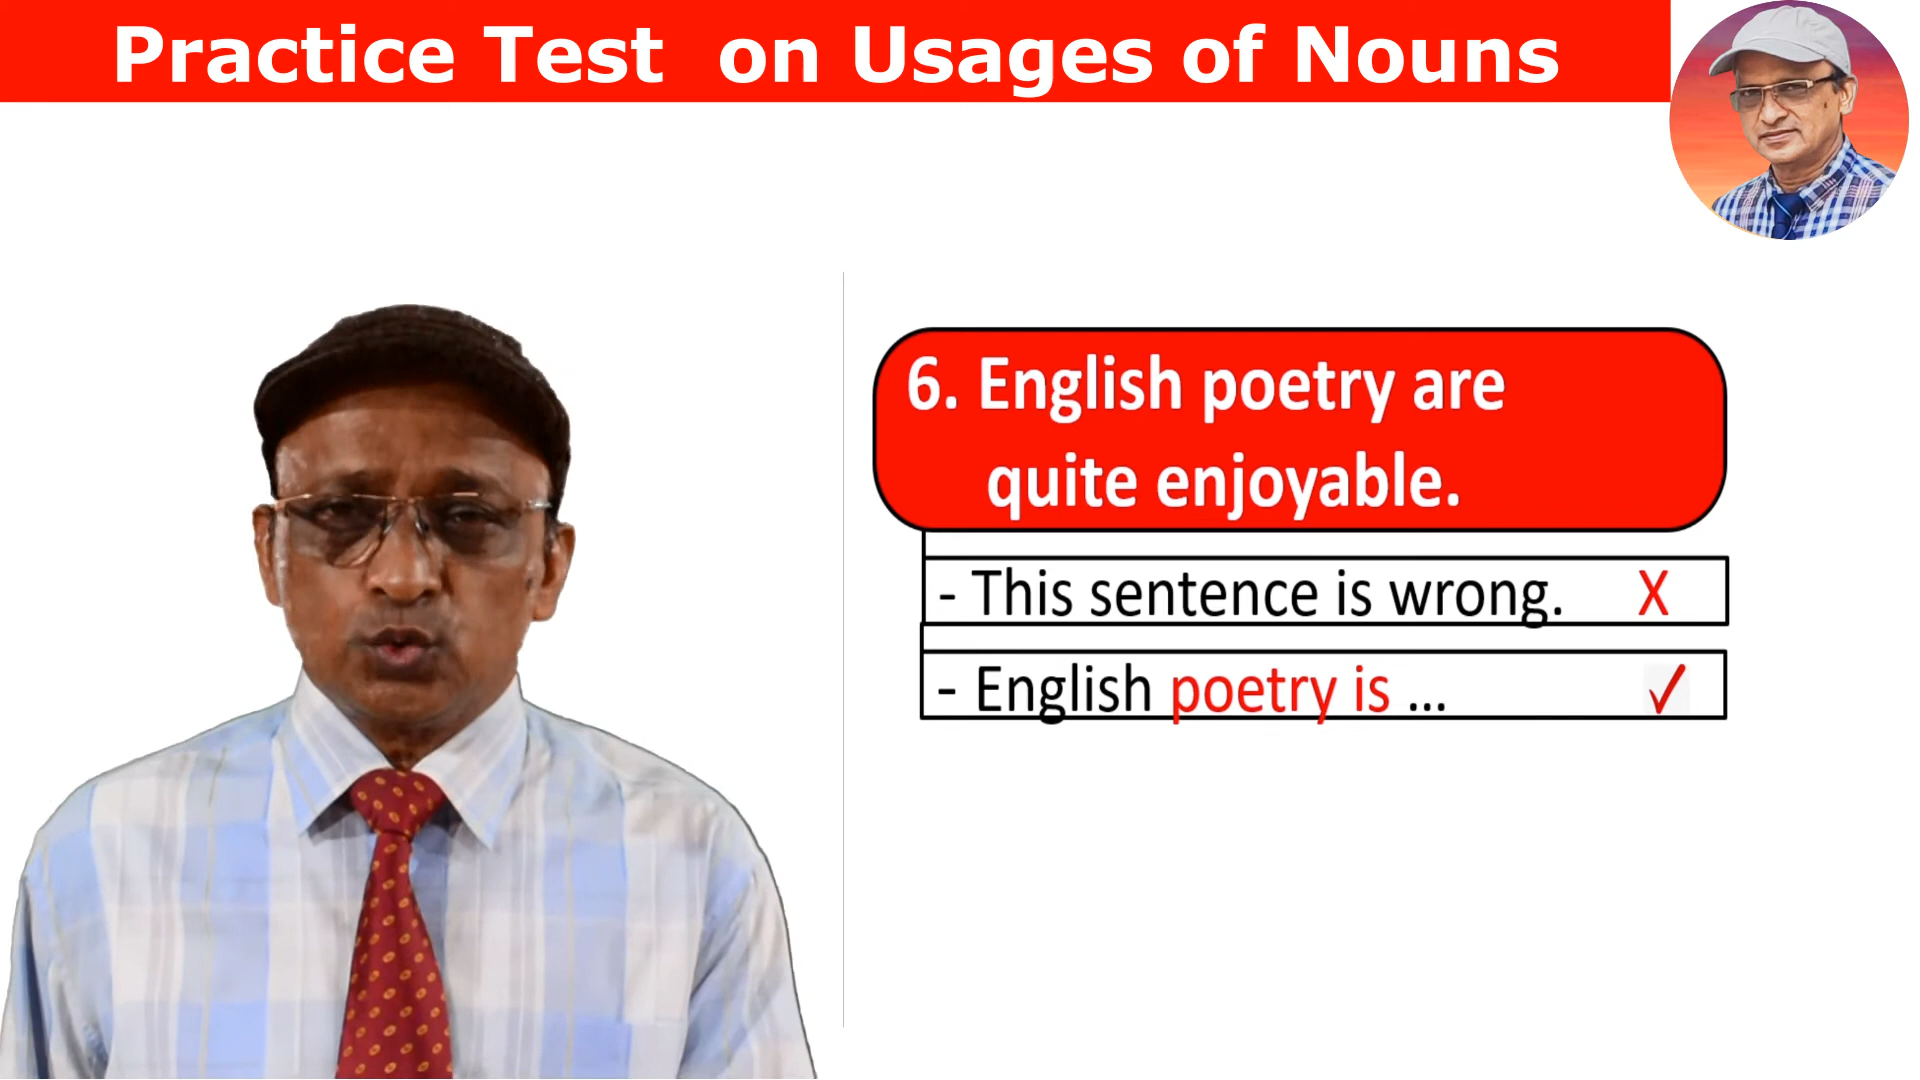 Practice Test on Usages of Nouns
6. English poetry are
quite enjoyable.
- This sentence is wrong. X
- English poetry is ... ✓